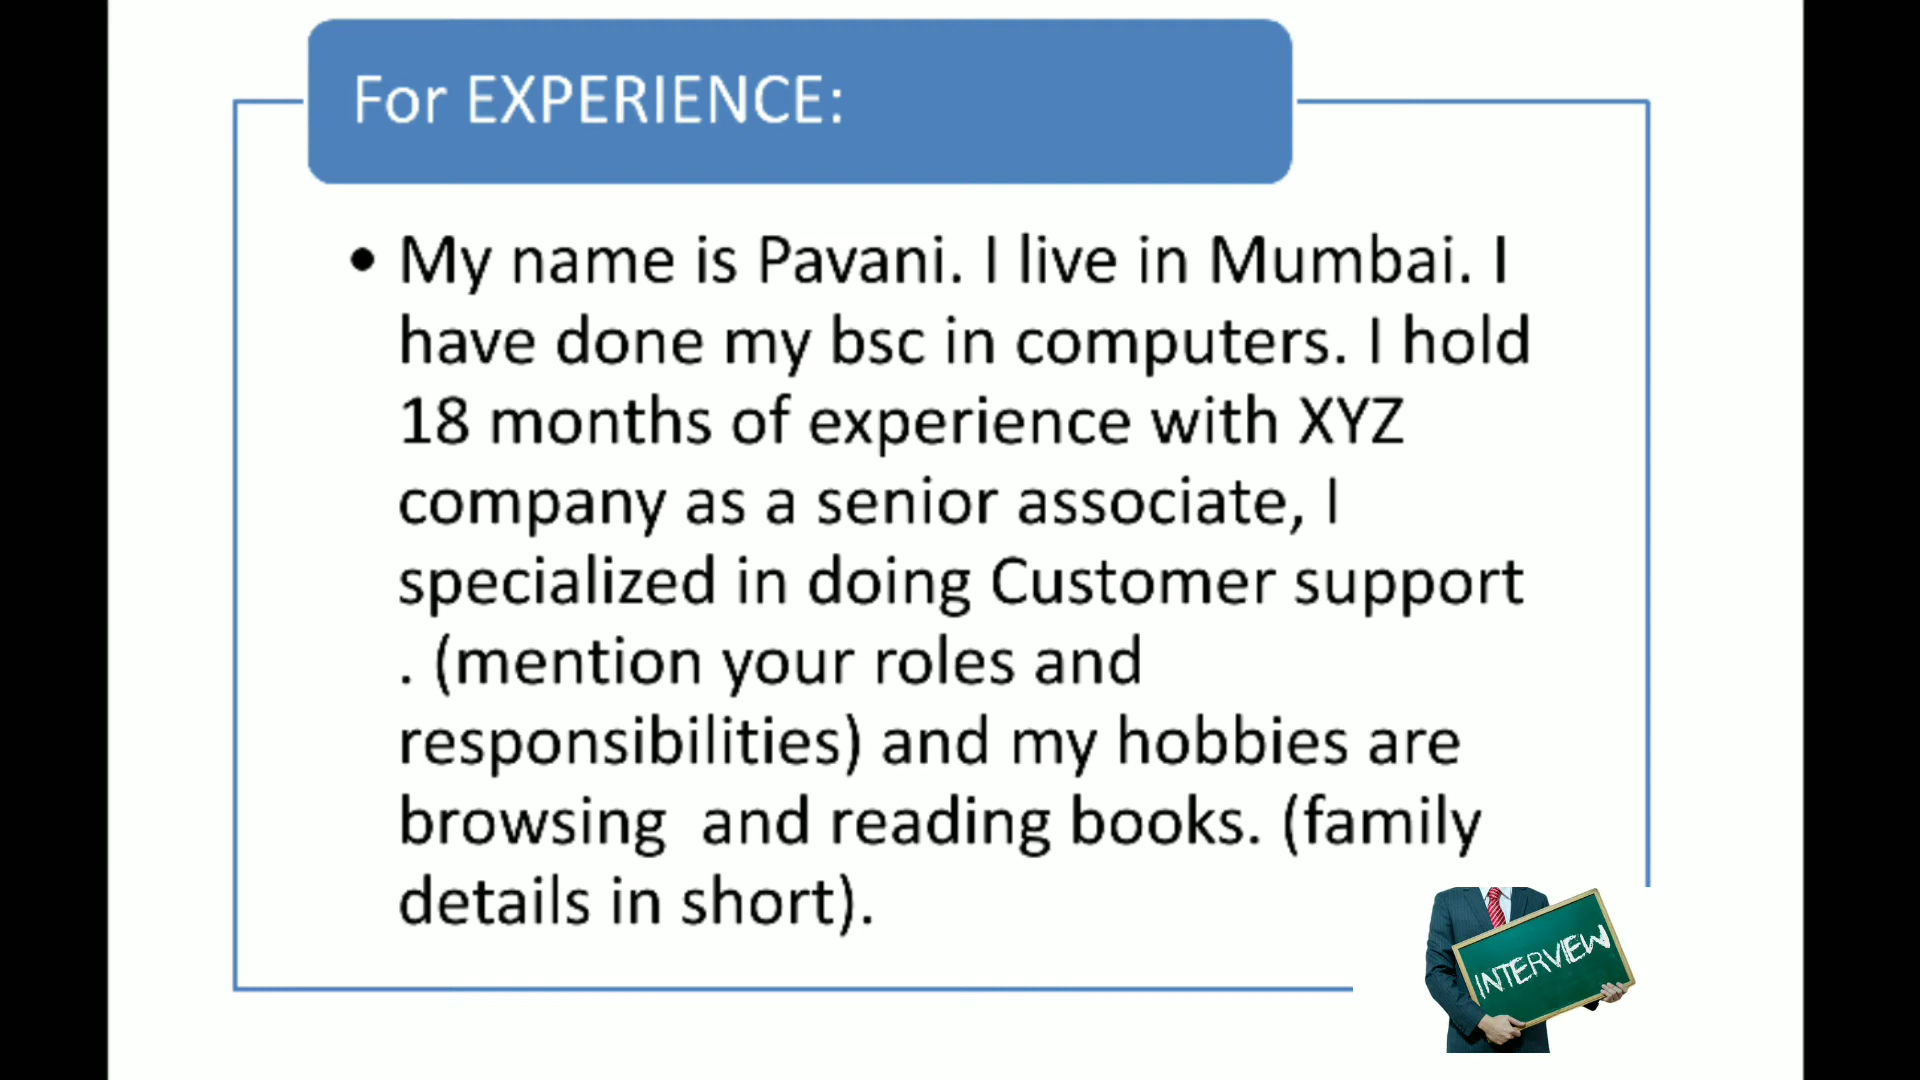 For EXPERIENCE:
• My name is Pavani. I live in Mumbai. I
have done my bsc in computers. I hold
18 months of experience with XYZ
company as a senior associate, I
specialized in doing Customer support
. (mention your roles and
responsibilities) and my hobbies are
browsing  and reading books. (family
details in short).
INTERVIEW